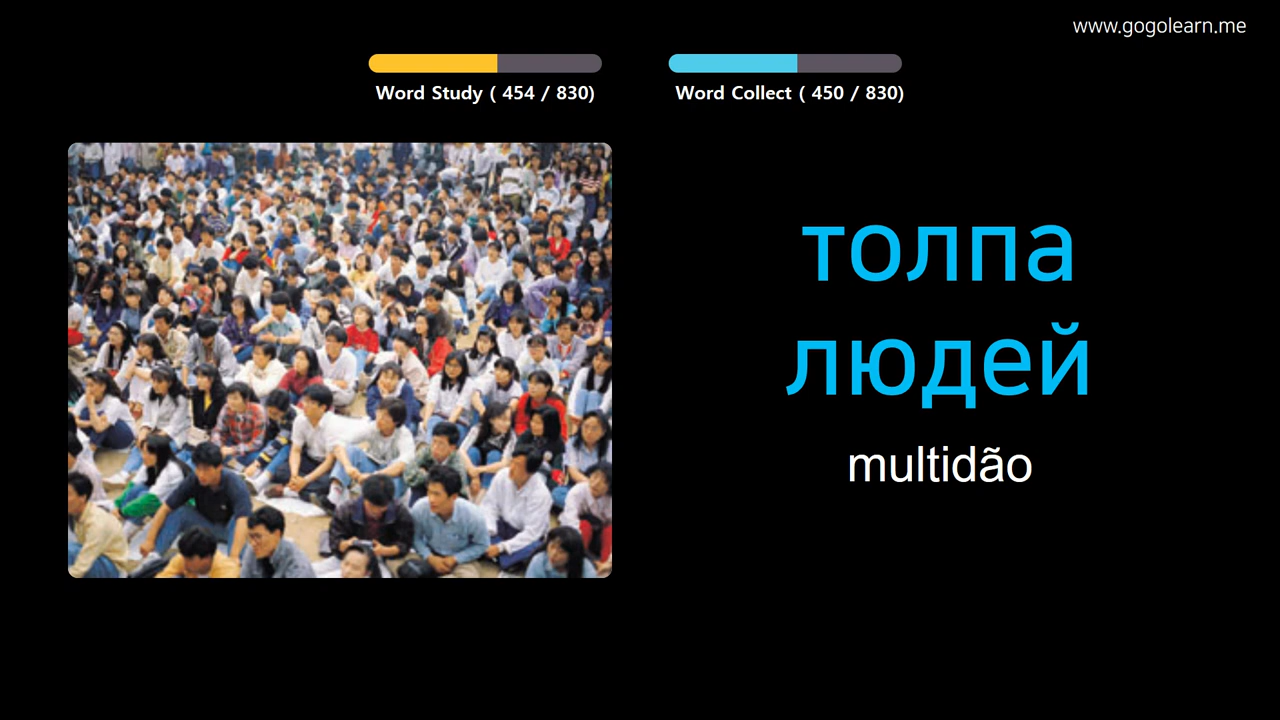 www.gogolearn.me
Word Study ( 454 / 830)
Word Collect ( 450 / 830)
толпа
людей
multidão